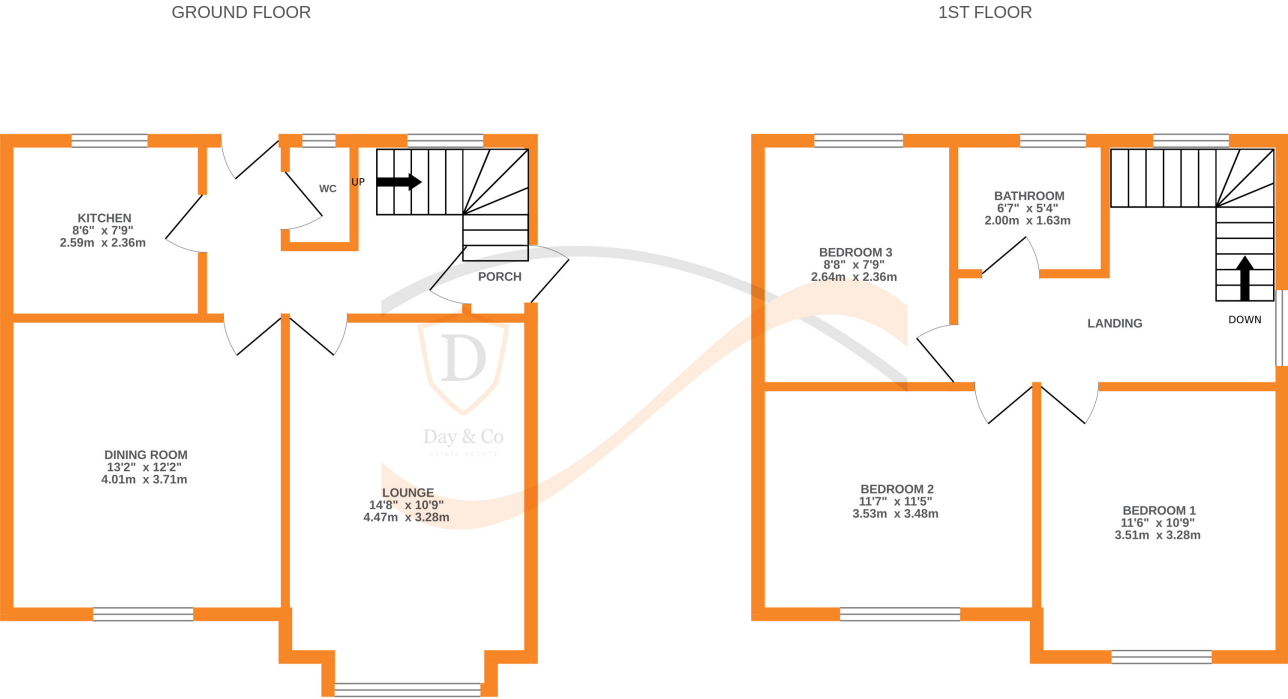 GROUND FLOOR
KITCHEN
8'6" x 7'9"
2.59m x 2.36m
WC
UP
PORCH
DINING ROOM
13'2" x 12'2"
4.01m x 3.71m
LOUNGE
14'8" x 10'9"
4.47m x 3.28m
D
Day & Co
ESTATE AGENTS
1ST FLOOR
BEDROOM 3
8'8" x 7'9"
2.64m x 2.36m
BATHROOM
6'7" x 5'4"
2.00m x 1.63m
LANDING
DOWN
BEDROOM 2
11'7" x 11'5"
3.53m x 3.48m
BEDROOM 1
11'6" x 10'9"
3.51m x 3.28m